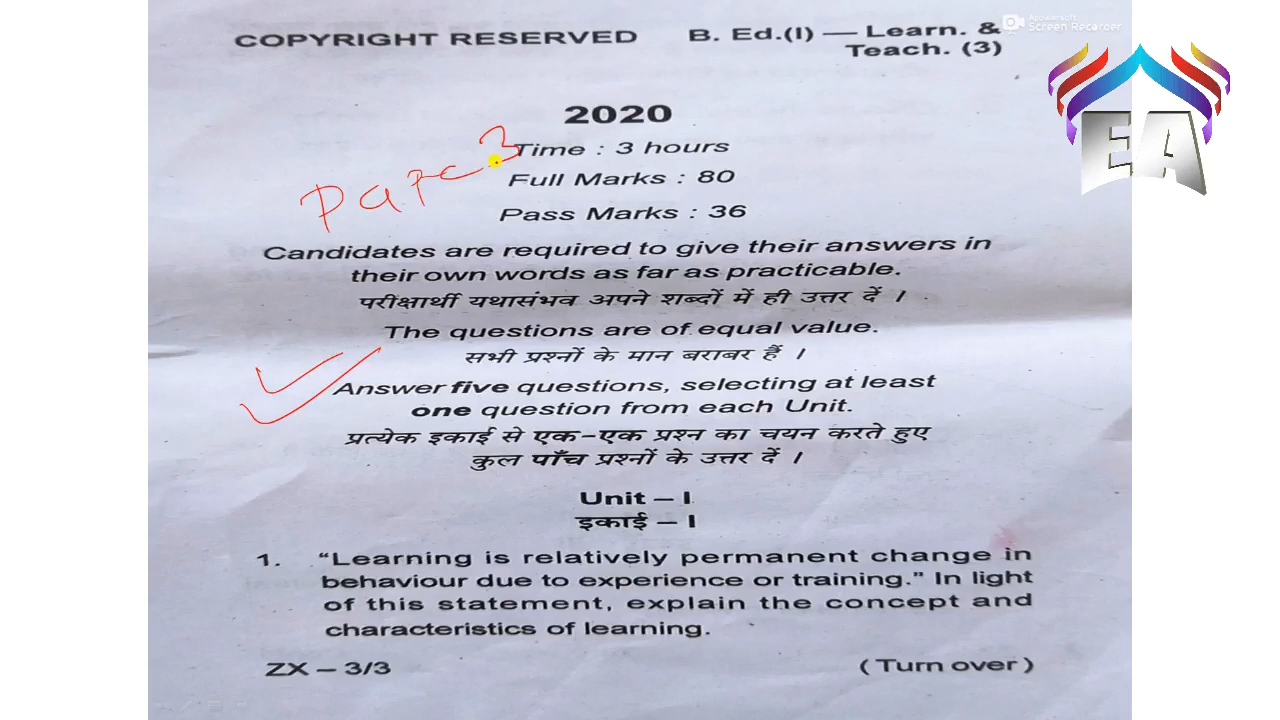 Apowersoft
Screen Recorder
COPYRIGHT RESERVED B. Ed.(I) — Learn. &
Teach. (3)
EA
2020
Time : 3 hours
Full Marks : 80
Pass Marks : 36
Candidates are required to give their answers in
their own words as far as practicable.
परीक्षार्थी यथासंभव अपने शब्दों में ही उत्तर दें ।
The questions are of equal value.
सभी प्रश्नों के मान बराबर हैं ।
Answer five questions, selecting at least
one question from each Unit.
प्रत्येक इकाई से एक-एक प्रश्न का चयन करते हुए
कुल पाँच प्रश्नों के उत्तर दें ।
Unit – I
इकाई – I
1. “Learning is relatively permanent change in
behaviour due to experience or training.” In light
of this statement, explain the concept and
characteristics of learning.
ZX – 3/3 (Turn over)